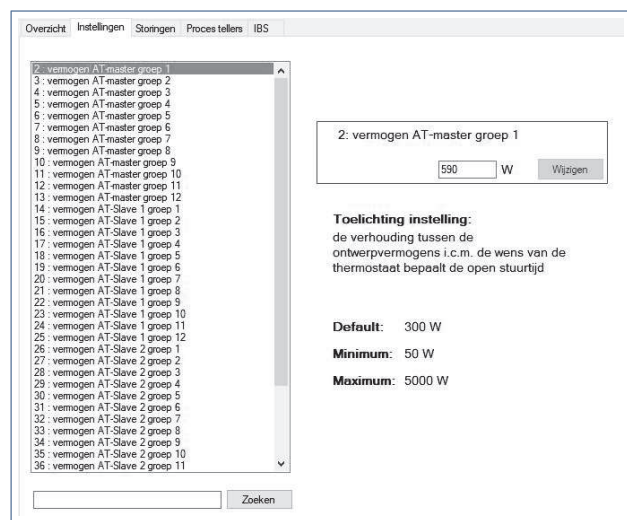 Overzicht Instellingen Storingen Proces tellers IBS
2 : vermogen AT-master groep 1
3 : vermogen AT-master groep 2
4 : vermogen AT-master groep 3
5 : vermogen AT-master groep 4
6 : vermogen AT-master groep 5
7 : vermogen AT-master groep 6
8 : vermogen AT-master groep 7
9 : vermogen AT-master groep 8
10 : vermogen AT-master groep 9
11 : vermogen AT-master groep 10
12 : vermogen AT-master groep 11
13 : vermogen AT-master groep 12
14 : vermogen AT-Slave 1 groep 1
15 : vermogen AT-Slave 1 groep 2
16 : vermogen AT-Slave 1 groep 3
17 : vermogen AT-Slave 1 groep 4
18 : vermogen AT-Slave 1 groep 5
19 : vermogen AT-Slave 1 groep 6
20 : vermogen AT-Slave 1 groep 7
21 : vermogen AT-Slave 1 groep 8
22 : vermogen AT-Slave 1 groep 9
23 : vermogen AT-Slave 1 groep 10
24 : vermogen AT-Slave 1 groep 11
25 : vermogen AT-Slave 1 groep 12
26 : vermogen AT-Slave 2 groep 1
27 : vermogen AT-Slave 2 groep 2
28 : vermogen AT-Slave 2 groep 3
29 : vermogen AT-Slave 2 groep 4
30 : vermogen AT-Slave 2 groep 5
31 : vermogen AT-Slave 2 groep 6
32 : vermogen AT-Slave 2 groep 7
33 : vermogen AT-Slave 2 groep 8
34 : vermogen AT-Slave 2 groep 9
35 : vermogen AT-Slave 2 groep 10
36 : vermogen AT-Slave 2 groep 11
Zoeken
2: vermogen AT-master groep 1
590 W Wijzigen
Toelichting instelling:
de verhouding tussen de
ontwerpvermogens i.c.m. de wens van de
thermostaat bepaalt de open stuurtijd
Default: 300 W
Minimum: 50 W
Maximum: 5000 W